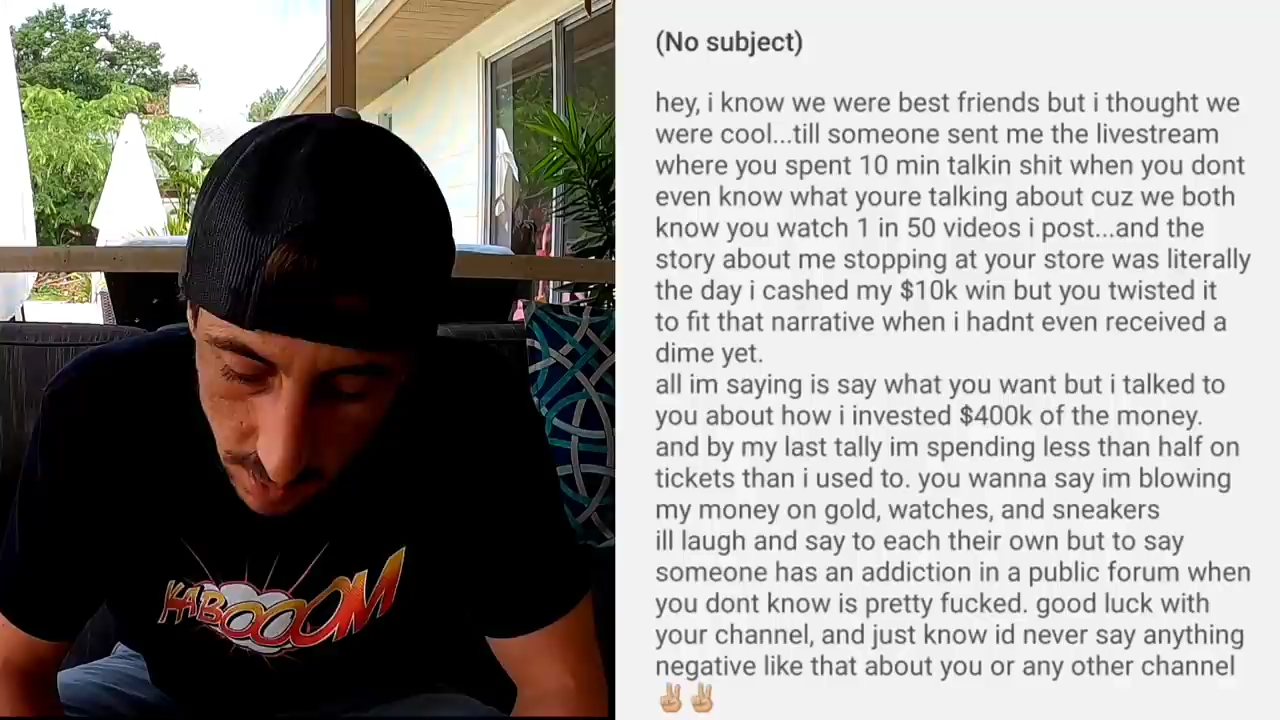 (No subject)
hey, i know we were best friends but i thought we
were cool...till someone sent me the livestream
where you spent 10 min talkin shit when you dont
even know what youre talking about cuz we both
know you watch 1 in 50 videos i post...and the
story about me stopping at your store was literally
the day i cashed my $10k win but you twisted it
to fit that narrative when i hadnt even received a
dime yet.
all im saying is say what you want but i talked to
you about how i invested $400k of the money.
and by my last tally im spending less than half on
tickets than i used to. you wanna say im blowing
my money on gold, watches, and sneakers
ill laugh and say to each their own but to say
someone has an addiction in a public forum when
you dont know is pretty fucked. good luck with
your channel, and just know id never say anything
negative like that about you or any other channel
✌🏼✌🏼
KABOOOM